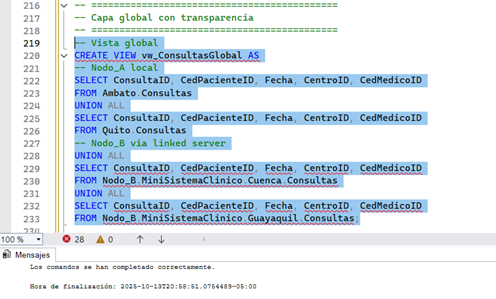 216 -- ==========================================
217 -- Capa global con transparencia
218 -- ==========================================
219 -- Vista global
220 CREATE VIEW vw_ConsultasGlobal AS
221 -- Nodo_A local
222 SELECT ConsultaID, CedPacienteID, Fecha, CentroID, CedMedicoID
223 FROM Ambato.Consultas
224 UNION ALL
225 SELECT ConsultaID, CedPacienteID, Fecha, CentroID, CedMedicoID
226 FROM Quito.Consultas
227 -- Nodo_B via linked server
228 UNION ALL
229 SELECT ConsultaID, CedPacienteID, Fecha, CentroID, CedMedicoID
230 FROM Nodo_B.MiniSistemaClinico.Cuenca.Consultas
231 UNION ALL
232 SELECT ConsultaID, CedPacienteID, Fecha, CentroID, CedMedicoID
233 FROM Nodo_B.MiniSistemaClinico.Guayaquil.Consultas;
100 % 28 0
Mensajes
Los comandos se han completado correctamente.
Hora de finalización: 2025-10-13T20:58:51.0754489-05:00